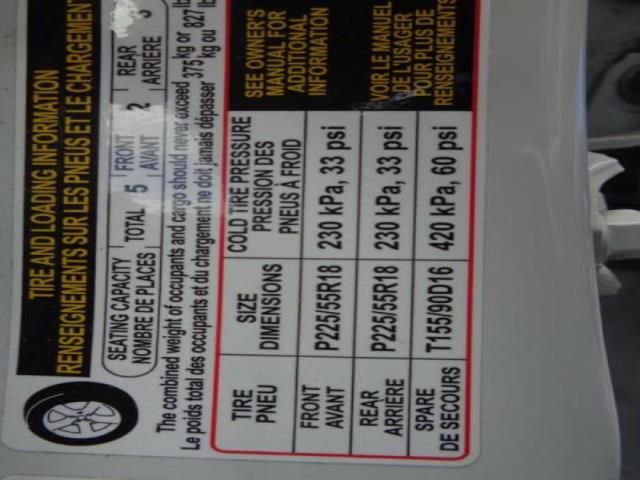 TIRE AND LOADING INFORMATION
RENSEIGNEMENTS SUR LES PNEUS ET LE CHARGEMENT
SEATING CAPACITY
NOMBRE DE PLACES
TOTAL 5
FRONT
AVANT
2
REAR
ARRIÈRE
3
The combined weight of occupants and cargo should never exceed 375 kg or 827 lb
Le poids total des occupants et du chargement ne doit jamais dépasser kg ou lb
TIRE
PNEU
SIZE
DIMENSIONS
COLD TIRE PRESSURE
PRESSION DES
PNEUS À FROID
FRONT
AVANT
P225/55R18
230 kPa, 33 psi
REAR
ARRIÈRE
P225/55R18
230 kPa, 33 psi
SPARE
DE SECOURS
T155/90D16
420 kPa, 60 psi
SEE OWNER'S
MANUAL FOR
ADDITIONAL
INFORMATION
VOIR LE MANUEL
DE L'USAGER
POUR PLUS DE
RENSEIGNEMENTS